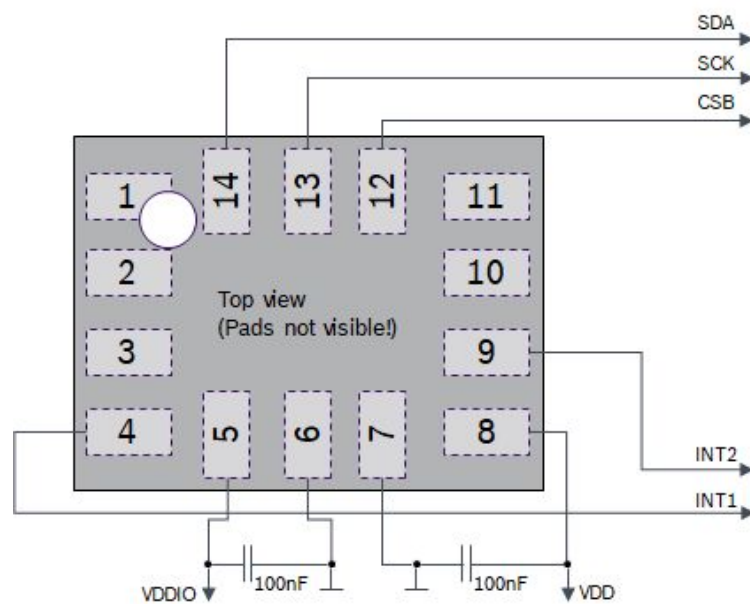 SDA
SCK
CSB
14
13
12
1
11
2
10
Top view
(Pads not visible!)
3
9
4
5
6
7
8
INT2
INT1
100nF
100nF
VDDIO
VDD